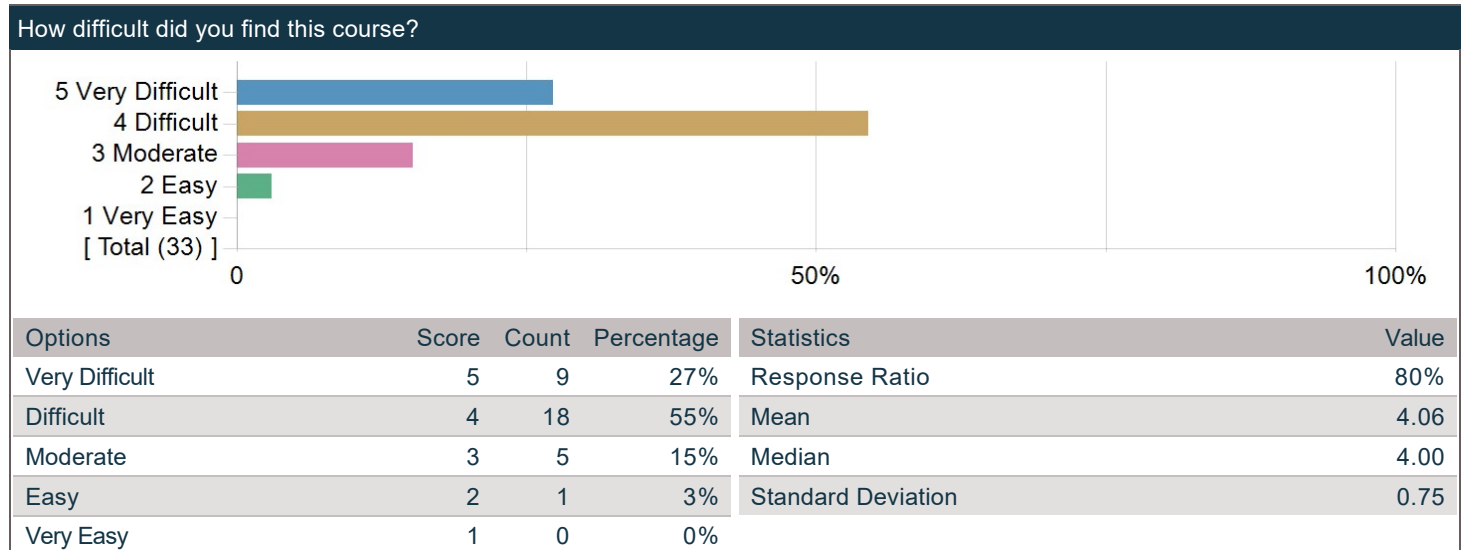 How difficult did you find this course?
5 Very Difficult
4 Difficult
3 Moderate
2 Easy
1 Very Easy
[ Total (33) ]
0 50% 100%
Options Score Count Percentage
Very Difficult 5 9 27%
Difficult 4 18 55%
Moderate 3 5 15%
Easy 2 1 3%
Very Easy 1 0 0%
Statistics Value
Response Ratio 80%
Mean 4.06
Median 4.00
Standard Deviation 0.75